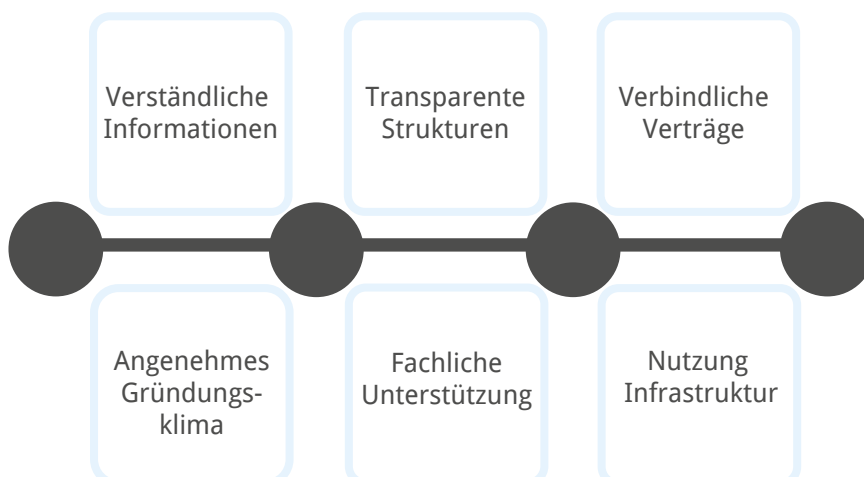 Verständliche
Informationen
Transparente
Strukturen
Verbindliche
Verträge
Angenehmes
Gründungs-
klima
Fachliche
Unterstützung
Nutzung
Infrastruktur